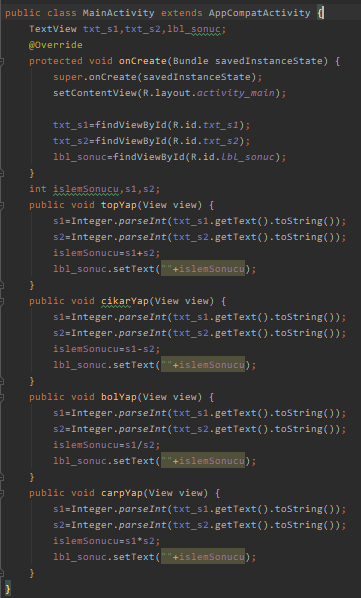 public class MainActivity extends AppCompatActivity {
TextView txt_s1,txt_s2,lbl_sonuc;
@Override
protected void onCreate(Bundle savedInstanceState) {
super.onCreate(savedInstanceState);
setContentView(R.layout.activity_main);
txt_s1=findViewById(R.id.txt_s1);
txt_s2=findViewById(R.id.txt_s2);
lbl_sonuc=findViewById(R.id.lbl_sonuc);
}
int islemSonucu,s1,s2;
public void topYap(View view) {
s1=Integer.parseInt(txt_s1.getText().toString());
s2=Integer.parseInt(txt_s2.getText().toString());
islemSonucu=s1+s2;
lbl_sonuc.setText(""+islemSonucu);
}
public void cikarYap(View view) {
s1=Integer.parseInt(txt_s1.getText().toString());
s2=Integer.parseInt(txt_s2.getText().toString());
islemSonucu=s1-s2;
lbl_sonuc.setText(""+islemSonucu);
}
public void bolYap(View view) {
s1=Integer.parseInt(txt_s1.getText().toString());
s2=Integer.parseInt(txt_s2.getText().toString());
islemSonucu=s1/s2;
lbl_sonuc.setText(""+islemSonucu);
}
public void carpYap(View view) {
s1=Integer.parseInt(txt_s1.getText().toString());
s2=Integer.parseInt(txt_s2.getText().toString());
islemSonucu=s1*s2;
lbl_sonuc.setText(""+islemSonucu);
}
}